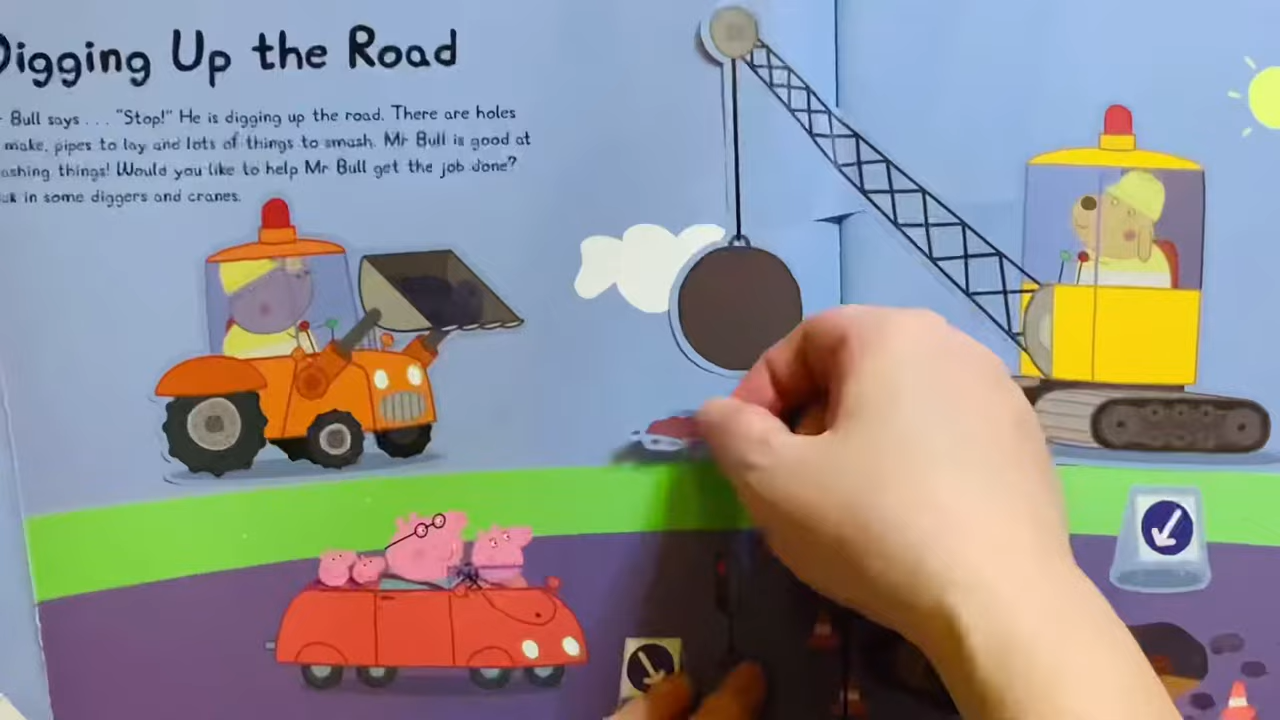 Digging Up the Road
Bull says . . . "Stop!" He is digging up the road. There are holes
make, pipes to lay and lots of things to smash. Mr Bull is good at
ashing things! Would you like to help Mr Bull get the job done?
in some diggers and cranes.